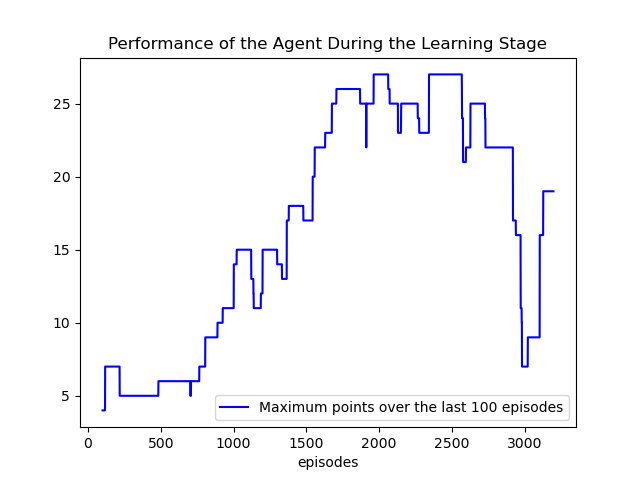 Performance of the Agent During the Learning Stage
25
20
15
10
5
Maximum points over the last 100 episodes
0 500 1000 1500 2000 2500 3000
episodes